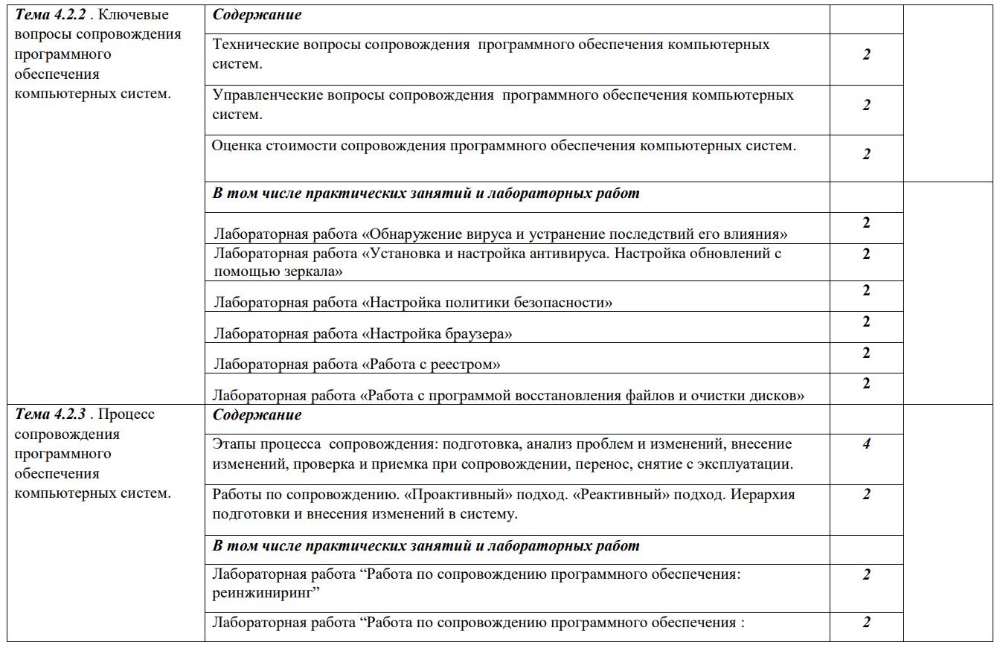 Тема 4.2.2 . Ключевые
вопросы сопровождения
программного
обеспечения
компьютерных систем.
Содержание
Технические вопросы сопровождения программного обеспечения компьютерных
систем.
2
Управленческие вопросы сопровождения программного обеспечения компьютерных
систем.
2
Оценка стоимости сопровождения программного обеспечения компьютерных систем.
2
В том числе практических занятий и лабораторных работ
Лабораторная работа «Обнаружение вируса и устранение последствий его влияния»
2
Лабораторная работа «Установка и настройка антивируса. Настройка обновлений с
помощью зеркала»
2
Лабораторная работа «Настройка политики безопасности»
2
Лабораторная работа «Настройка браузера»
2
Лабораторная работа «Работа с реестром»
2
Лабораторная работа «Работа с программой восстановления файлов и очистки дисков»
2
Тема 4.2.3 . Процесс
сопровождения
программного
обеспечения
компьютерных систем.
Содержание
Этапы процесса сопровождения: подготовка, анализ проблем и изменений, внесение
изменений, проверка и приемка при сопровождении, перенос, снятие с эксплуатации.
4
Работы по сопровождению. «Проактивный» подход. «Реактивный» подход. Иерархия
подготовки и внесения изменений в систему.
2
В том числе практических занятий и лабораторных работ
Лабораторная работа “Работа по сопровождению программного обеспечения:
реинжиниринг”
2
Лабораторная работа “Работа по сопровождению программного обеспечения :
2